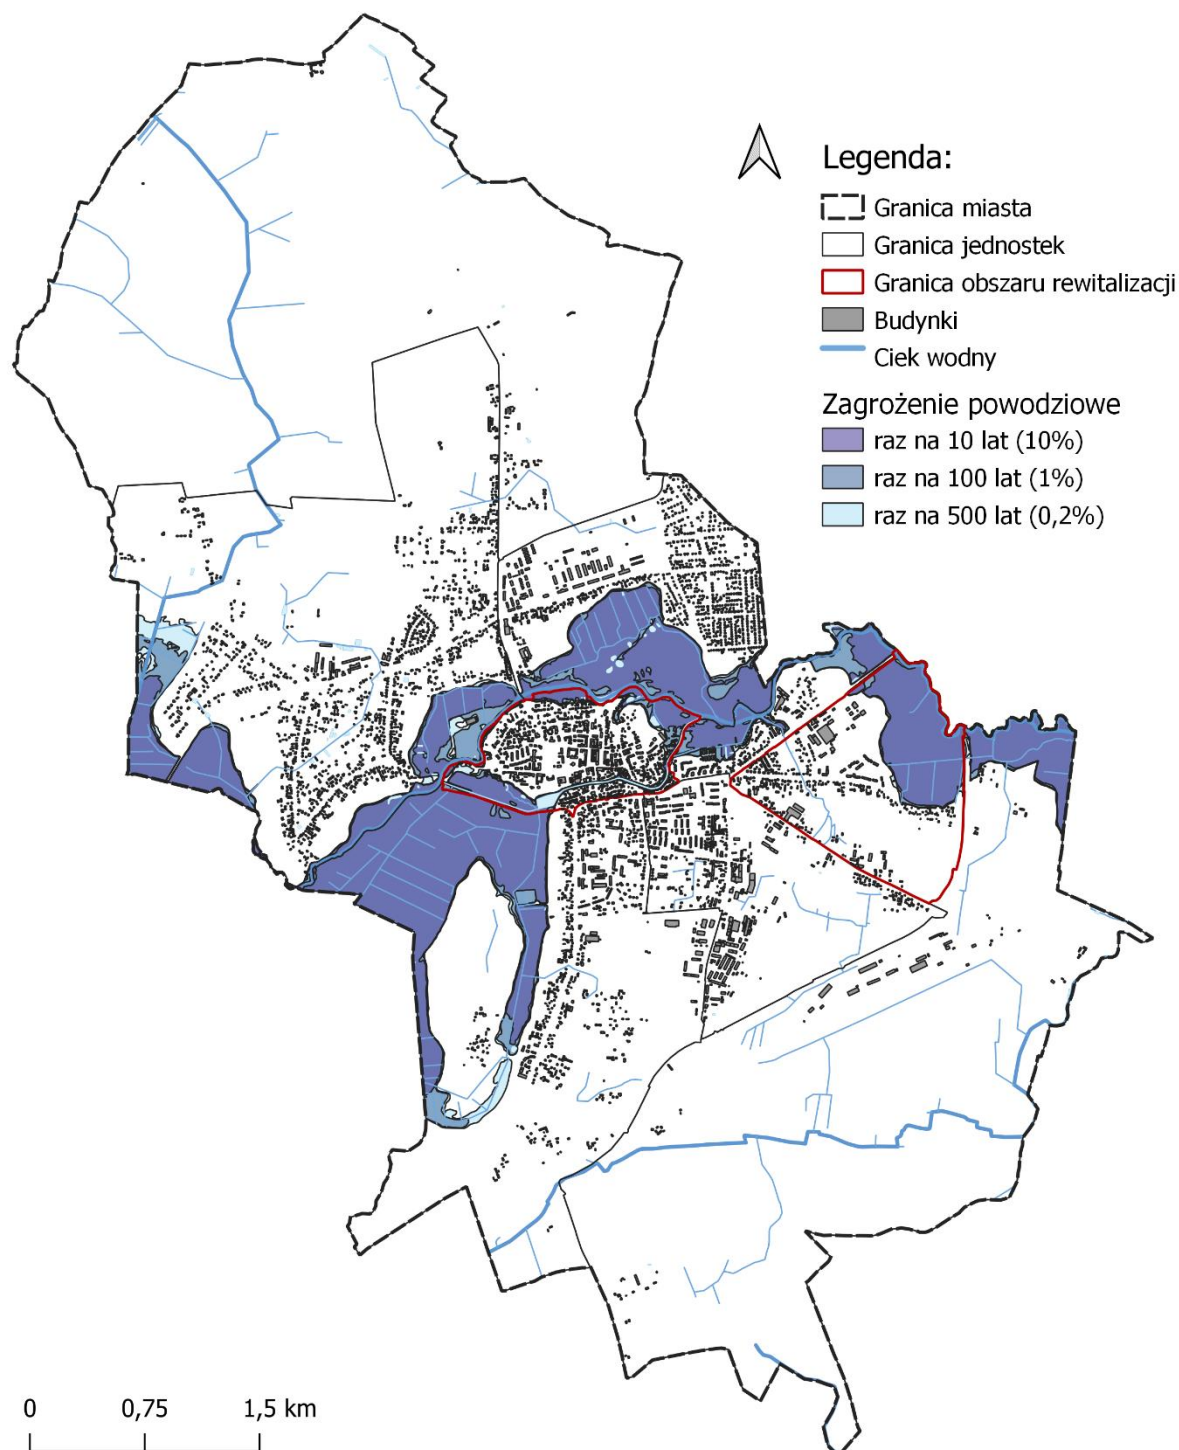 Legenda:
Granica miasta
Granica jednostek
Granica obszaru rewitalizacji
Budynki
Ciek wodny
Zagrożenie powodziowe
raz na 10 lat (10%)
raz na 100 lat (1%)
raz na 500 lat (0,2%)
0 0,75 1,5 km